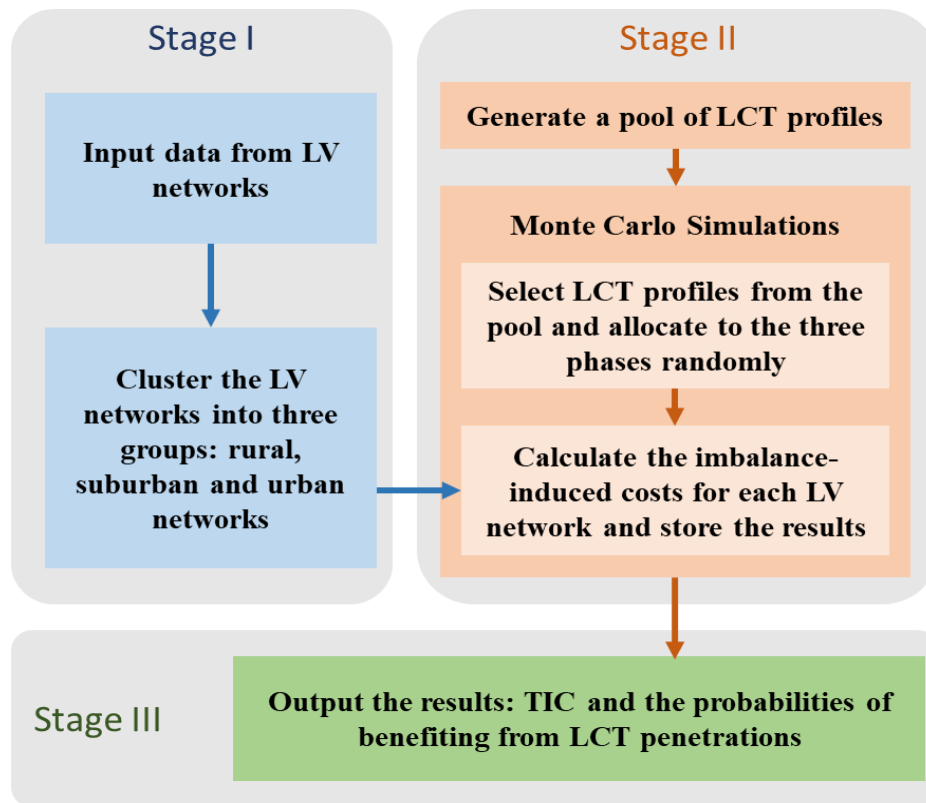 Stage I
Input data from LV
networks
Cluster the LV
networks into three
groups: rural,
suburban and urban
networks
Stage II
Generate a pool of LCT profiles
Monte Carlo Simulations
Select LCT profiles from the
pool and allocate to the three
phases randomly
Calculate the imbalance-
induced costs for each LV
network and store the results
Stage III
Output the results: TIC and the probabilities of
benefiting from LCT penetrations